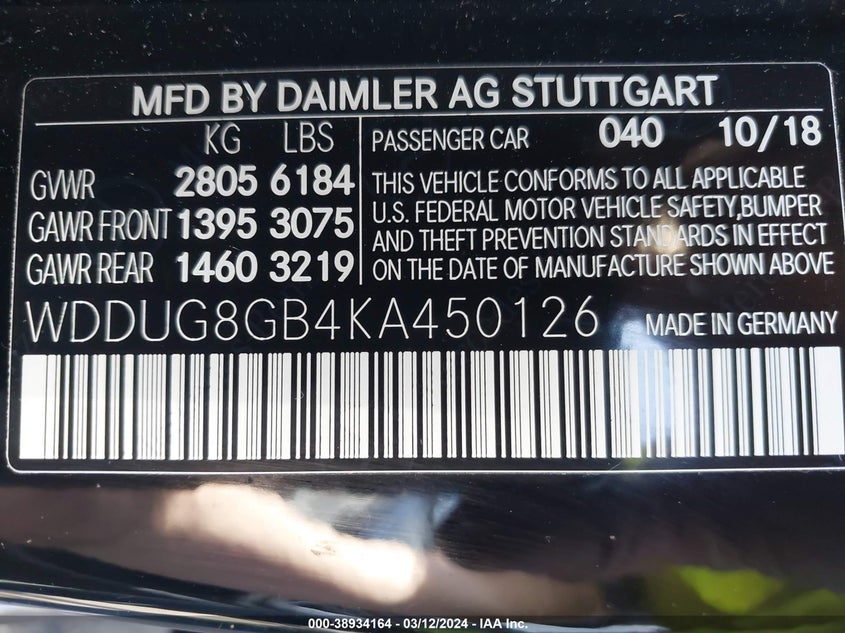 MFD BY DAIMLER AG STUTTGART
KG LBS
GVWR 2805 6184
GAWR FRONT 1395 3075
GAWR REAR 1460 3219
PASSENGER CAR 040 10/18
THIS VEHICLE CONFORMS TO ALL APPLICABLE
U.S. FEDERAL MOTOR VEHICLE SAFETY,BUMPER
AND THEFT PREVENTION STANDARDS IN EFFECT
ON THE DATE OF MANUFACTURE SHOWN ABOVE
WDDUG8GB4KA450126 MADE IN GERMANY
000-38934164 - 03/12/2024 - IAA Inc.